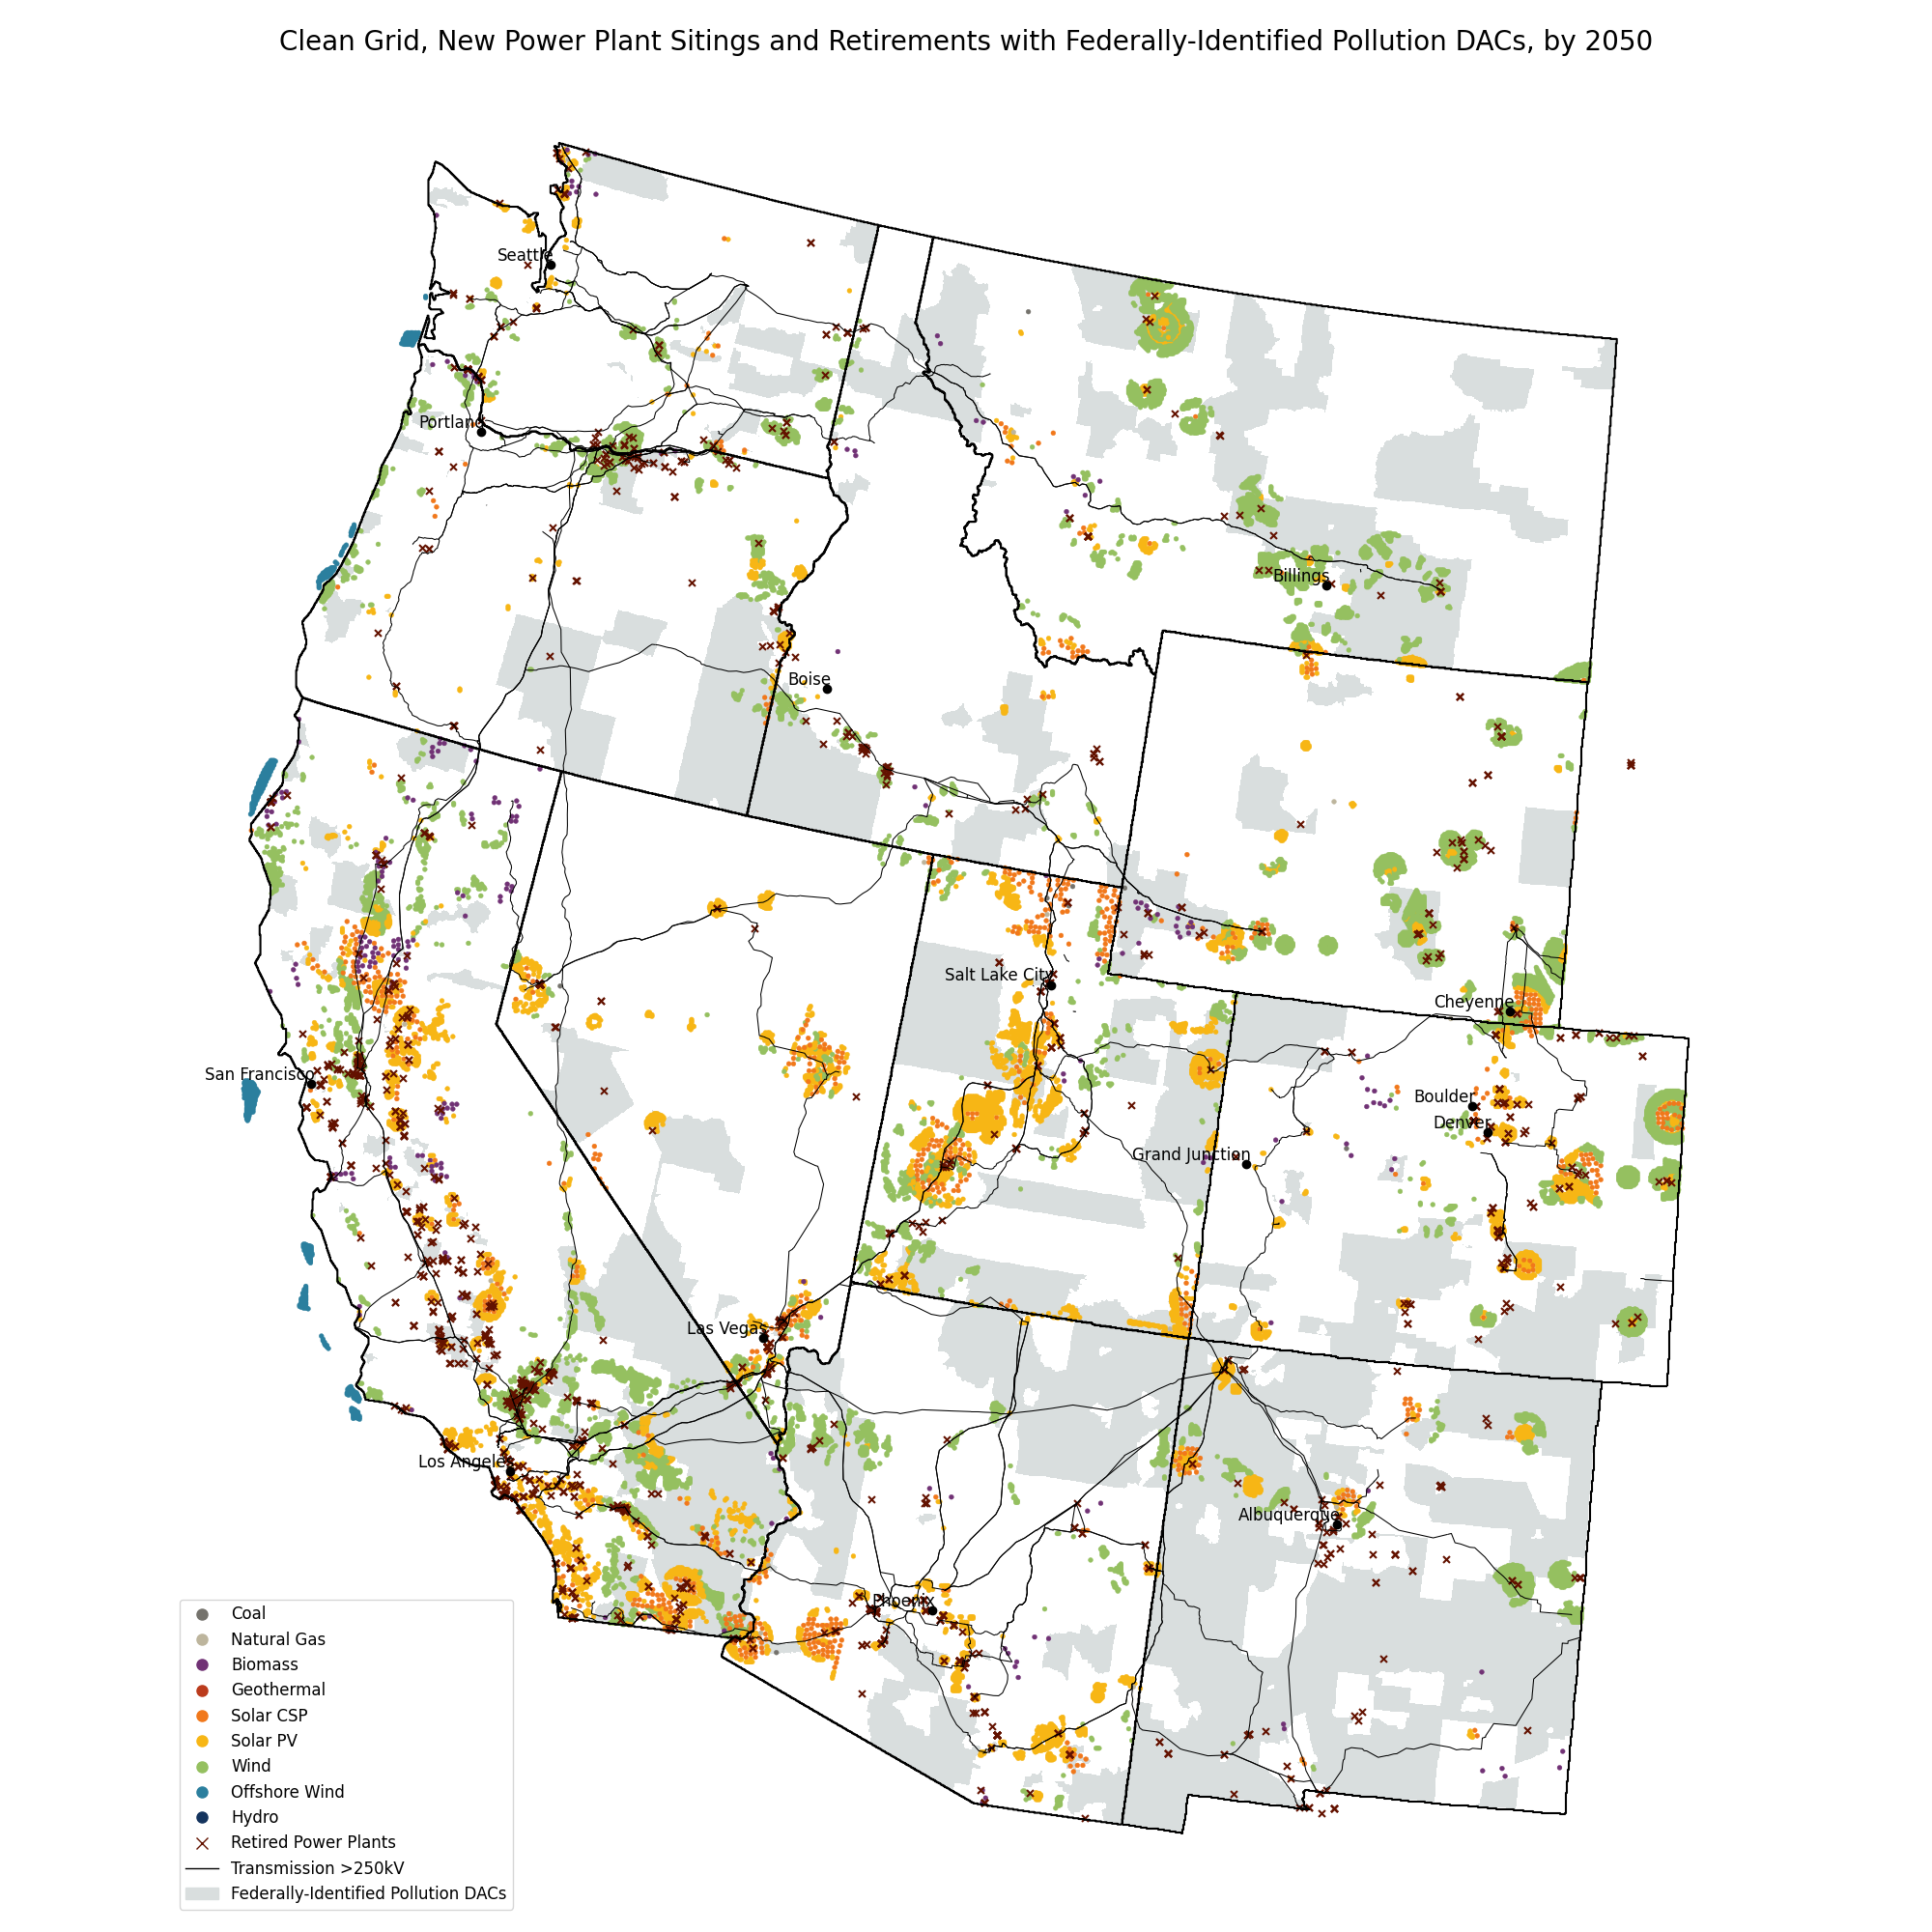 Clean Grid, New Power Plant Sitings and Retirements with Federally-Identified Pollution DACs, by 2050
Seattle
Portland
Billings
Boise
Salt Lake City
Cheyenne
San Francisco
Boulder
Denver
Grand Junction
Las Vegas
Los Angeles
Albuquerque
Phoenix
Coal
Natural Gas
Biomass
Geothermal
Solar CSP
Solar PV
Wind
Offshore Wind
Hydro
Retired Power Plants
Transmission >250kV
Federally-Identified Pollution DACs